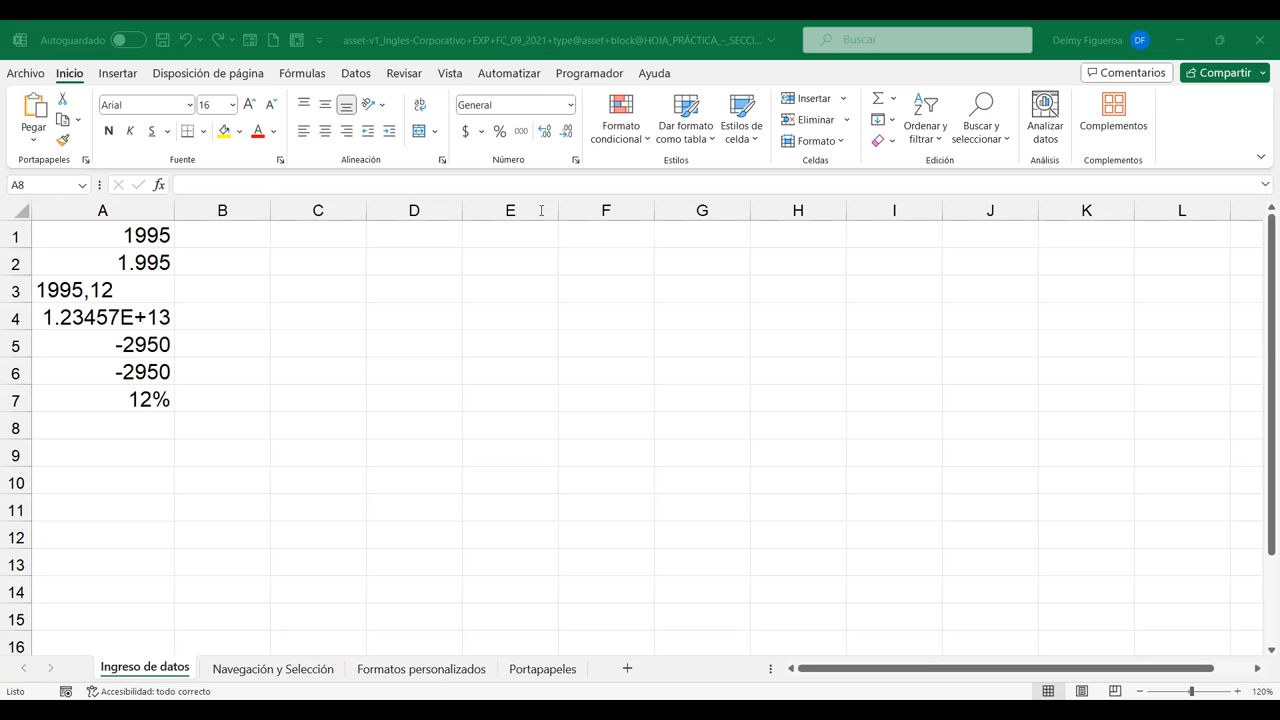 Autoguardado
asset-v1_Ingles-Corporativo+EXP+FC_09_2021+type@asset+block@HOJA_PRÁCTICA_-_SECCI...
Buscar
Delmy Figueroa DF
Archivo Inicio Insertar Disposición de página Fórmulas Datos Revisar Vista Automatizar Programador Ayuda
Comentarios Compartir
Pegar
Portapapeles
Arial 16
N K S
Fuente
Alineación
General
$ % 000
Número
Formato condicional
Dar formato como tabla
Estilos de celda
Estilos
Insertar
Eliminar
Formato
Celdas
Ordenar y filtrar
Buscar y seleccionar
Edición
Analizar datos
Análisis
Complementos
Complementos
A8 fx
A B C D E F G H I J K L
1 1995
2 1.995
3 1995,12
4 1.23457E+13
5 -2950
6 -2950
7 12%
8
9
10
11
12
13
14
15
16
Ingreso de datos Navegación y Selección Formatos personalizados Portapapeles
Listo Accesibilidad: todo correcto 120%